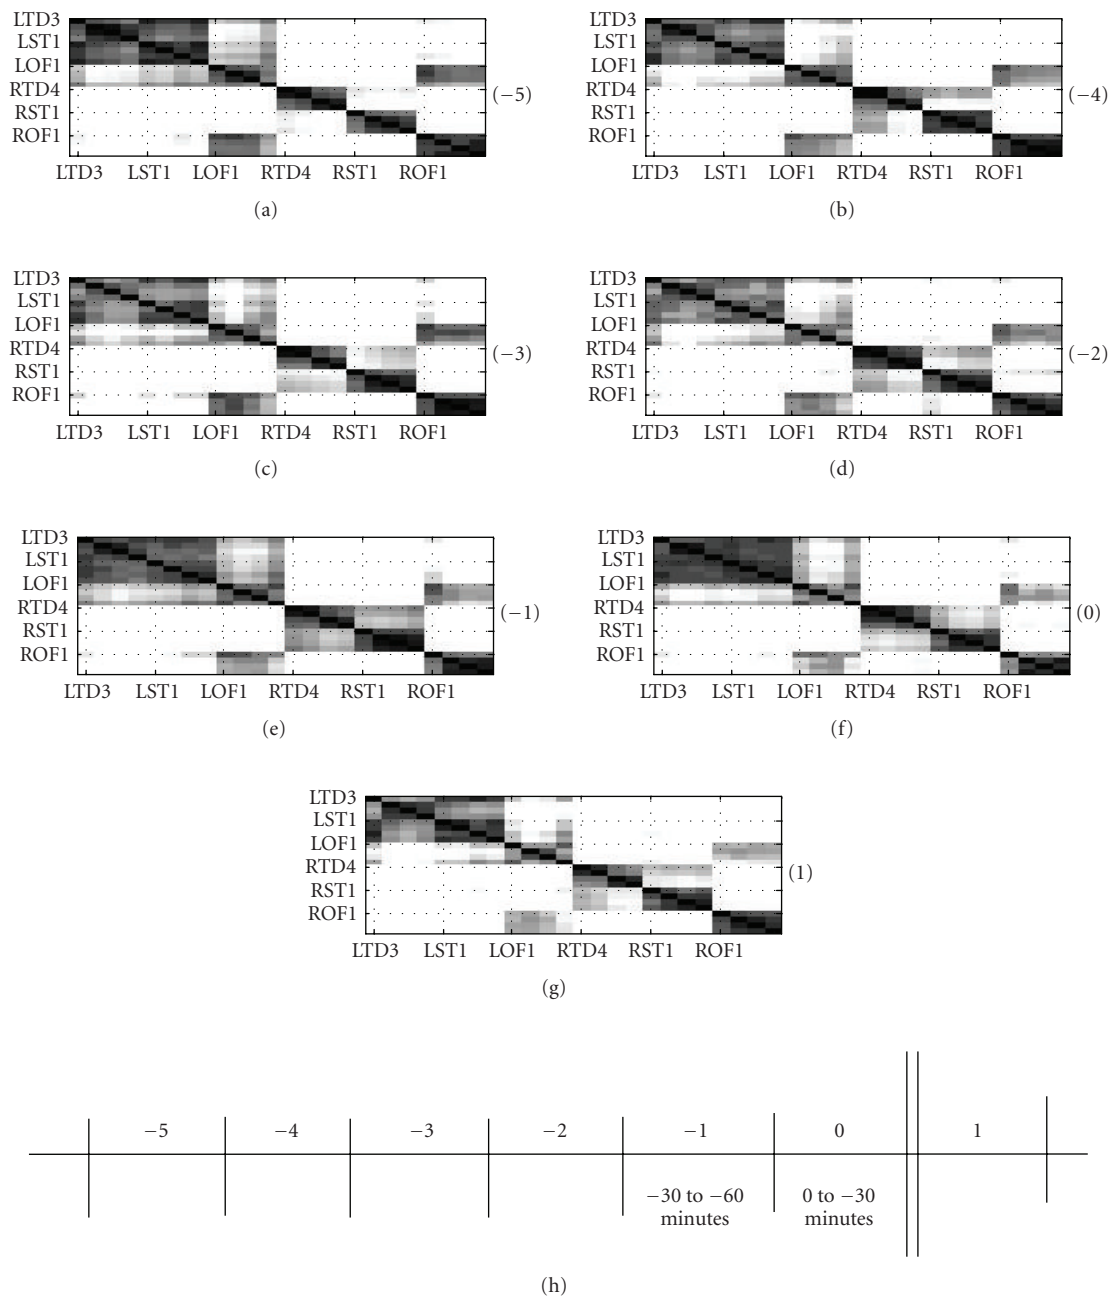 LTD3
LST1
LOF1
RTD4
RST1
ROF1
(−5)
LTD3 LST1 LOF1 RTD4 RST1 ROF1
(a)
LTD3
LST1
LOF1
RTD4
RST1
ROF1
(−4)
LTD3 LST1 LOF1 RTD4 RST1 ROF1
(b)
LTD3
LST1
LOF1
RTD4
RST1
ROF1
(−3)
LTD3 LST1 LOF1 RTD4 RST1 ROF1
(c)
LTD3
LST1
LOF1
RTD4
RST1
ROF1
(−2)
LTD3 LST1 LOF1 RTD4 RST1 ROF1
(d)
LTD3
LST1
LOF1
RTD4
RST1
ROF1
(−1)
LTD3 LST1 LOF1 RTD4 RST1 ROF1
(e)
LTD3
LST1
LOF1
RTD4
RST1
ROF1
(0)
LTD3 LST1 LOF1 RTD4 RST1 ROF1
(f)
LTD3
LST1
LOF1
RTD4
RST1
ROF1
(1)
LTD3 LST1 LOF1 RTD4 RST1 ROF1
(g)
−5 −4 −3 −2 −1 0 1
−30 to −60
minutes
0 to −30
minutes
(h)